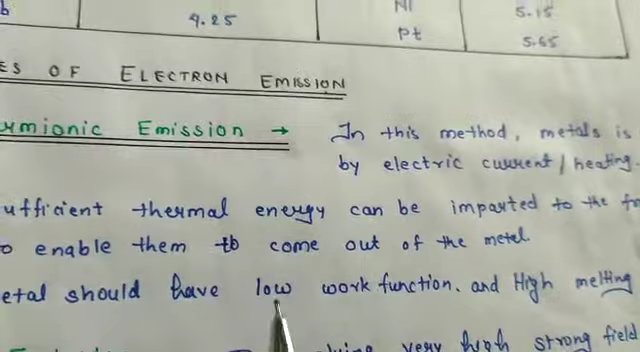 b 4.25 Ni 5.15
Pt 5.65
ES OF ELECTRON EMISSION
rmionic Emission → In this method, metals is
by electric current / heating.
ufficient thermal energy can be imparted to the
o enable them to come out of the metel.
etal should have low work function. and High melting
very high strong field